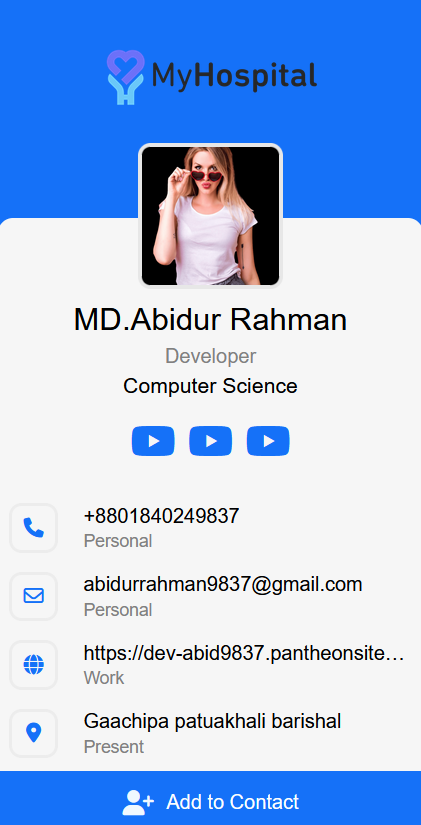 MyHospital
MD.Abidur Rahman
Developer
Computer Science
+8801840249837
Personal
abidurrahman9837@gmail.com
Personal
https://dev-abid9837.pantheonsite…
Work
Gaachipa patuakhali barishal
Present
Add to Contact